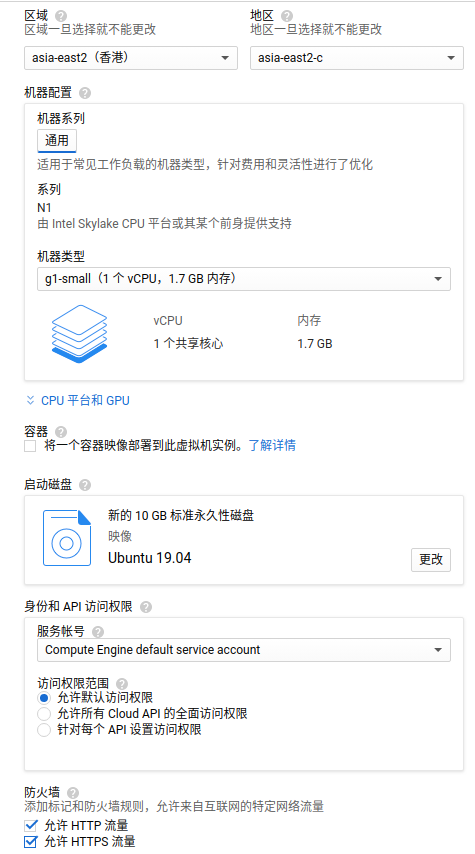 区域
地区
区域一旦选择就不能更改
地区一旦选择就不能更改
asia-east2（香港）
asia-east2-c
机器配置
机器系列
通用
适用于常见工作负载的机器类型，针对费用和灵活性进行了优化
系列
N1
由 Intel Skylake CPU 平台或其某个前身提供支持
机器类型
g1-small（1 个 vCPU，1.7 GB 内存）
vCPU
内存
1 个共享核心
1.7 GB
CPU 平台和 GPU
容器
将一个容器映像部署到此虚拟机实例。了解详情
启动磁盘
新的 10 GB 标准永久性磁盘
映像
Ubuntu 19.04
更改
身份和 API 访问权限
服务帐号
Compute Engine default service account
访问权限范围
允许默认访问权限
允许所有 Cloud API 的全面访问权限
针对每个 API 设置访问权限
防火墙
添加标记和防火墙规则，允许来自互联网的特定网络流量
允许 HTTP 流量
允许 HTTPS 流量